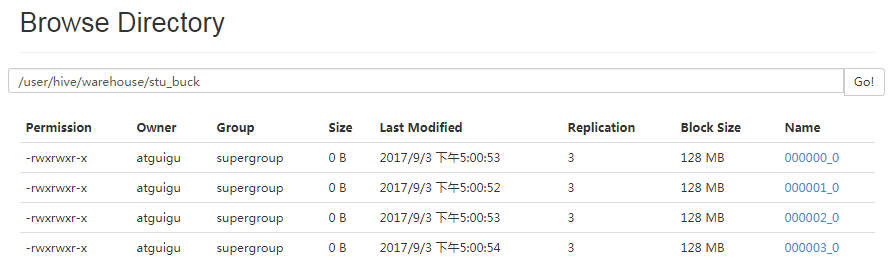 Browse Directory
/user/hive/warehouse/stu_buck Go!
Permission Owner Group Size Last Modified Replication Block Size Name
-rwxrwxr-x atguigu supergroup 0 B 2017/9/3 下午5:00:53 3 128 MB 000000_0
-rwxrwxr-x atguigu supergroup 0 B 2017/9/3 下午5:00:52 3 128 MB 000001_0
-rwxrwxr-x atguigu supergroup 0 B 2017/9/3 下午5:00:53 3 128 MB 000002_0
-rwxrwxr-x atguigu supergroup 0 B 2017/9/3 下午5:00:54 3 128 MB 000003_0